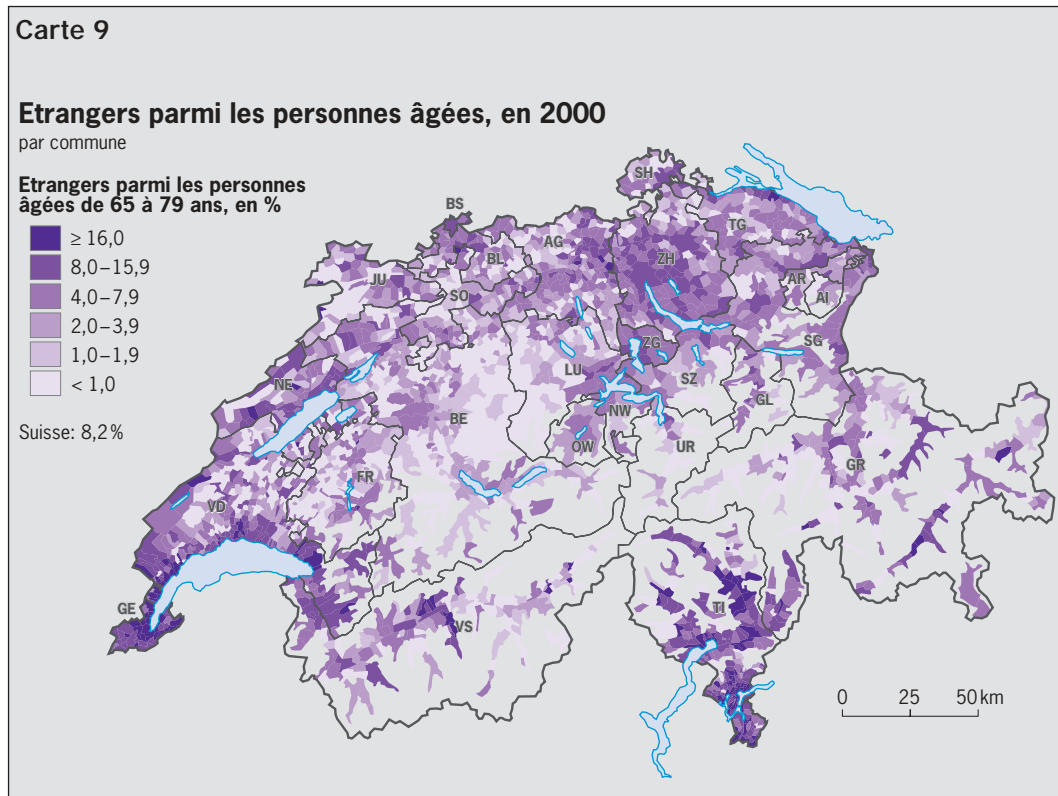 Carte 9
Etrangers parmi les personnes âgées, en 2000
par commune
Etrangers parmi les personnes
âgées de 65 à 79 ans, en %
≥ 16,0
8,0–15,9
4,0–7,9
2,0–3,9
1,0–1,9
< 1,0
Suisse: 8,2%
SH
BS
TG
AG
BL
ZH
JU
SO
AR
AI
SG
ZG
LU
SZ
NE
GL
BE
NW
OW
UR
FR
GR
VD
GE
TI
VS
0 25 50 km